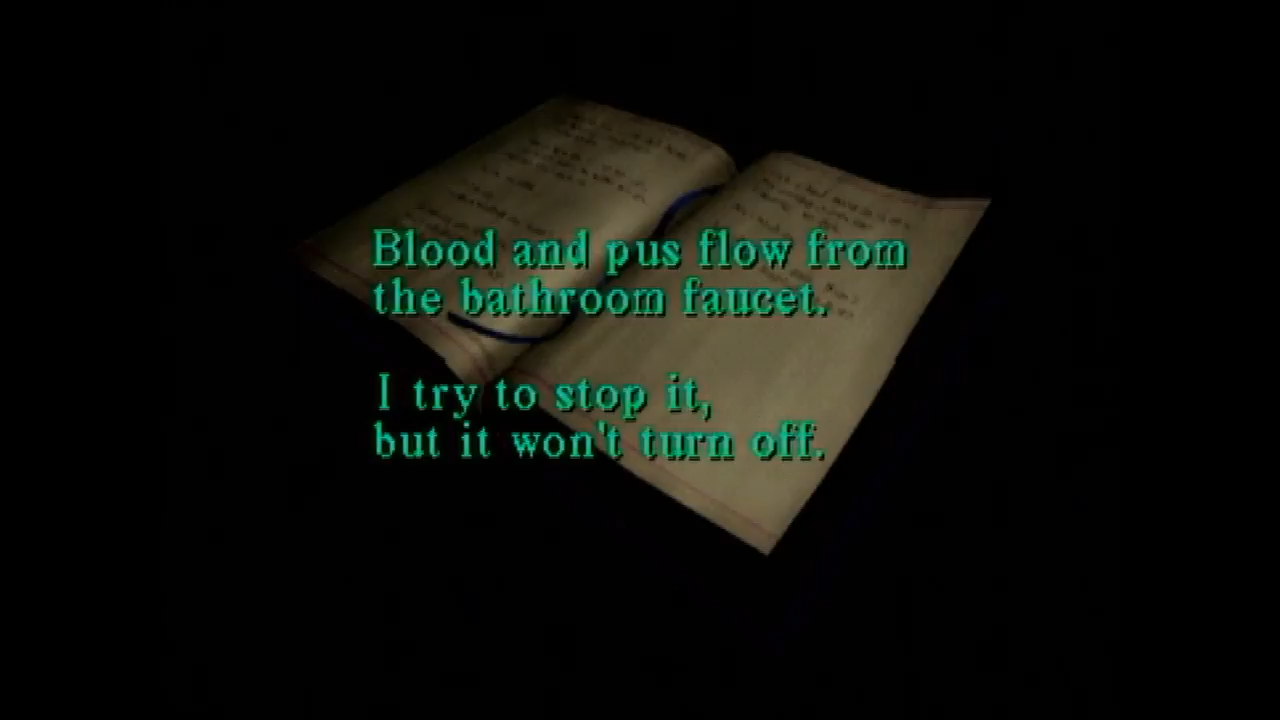 Blood and pus flow from
the bathroom faucet.
I try to stop it,
but it won't turn off.